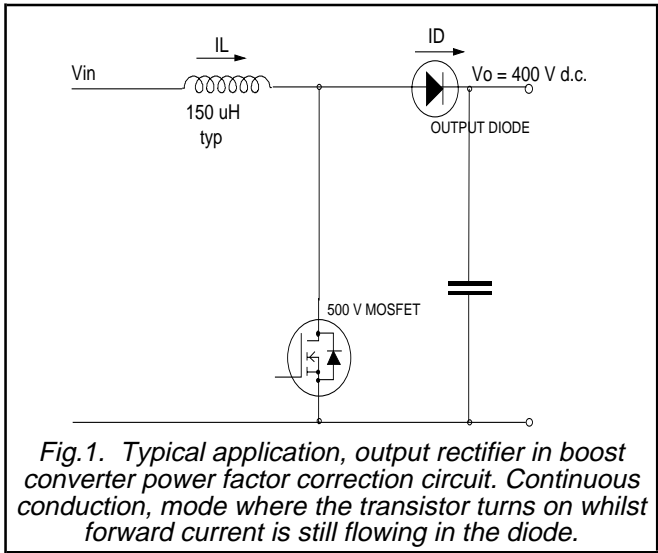 IL
ID
Vin
Vo = 400 V d.c.
150 uH
typ
OUTPUT DIODE
500 V MOSFET
Fig.1. Typical application, output rectifier in boost
converter power factor correction circuit. Continuous
conduction, mode where the transistor turns on whilst
forward current is still flowing in the diode.